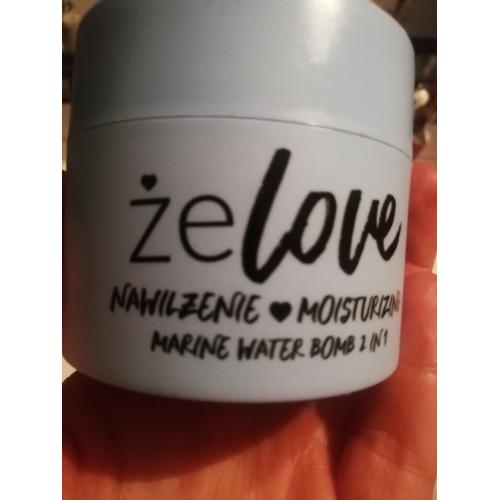 żelove
NAWILŻENIE ♥ MOISTURIZING
MARINE WATER BOMB 2 IN 1